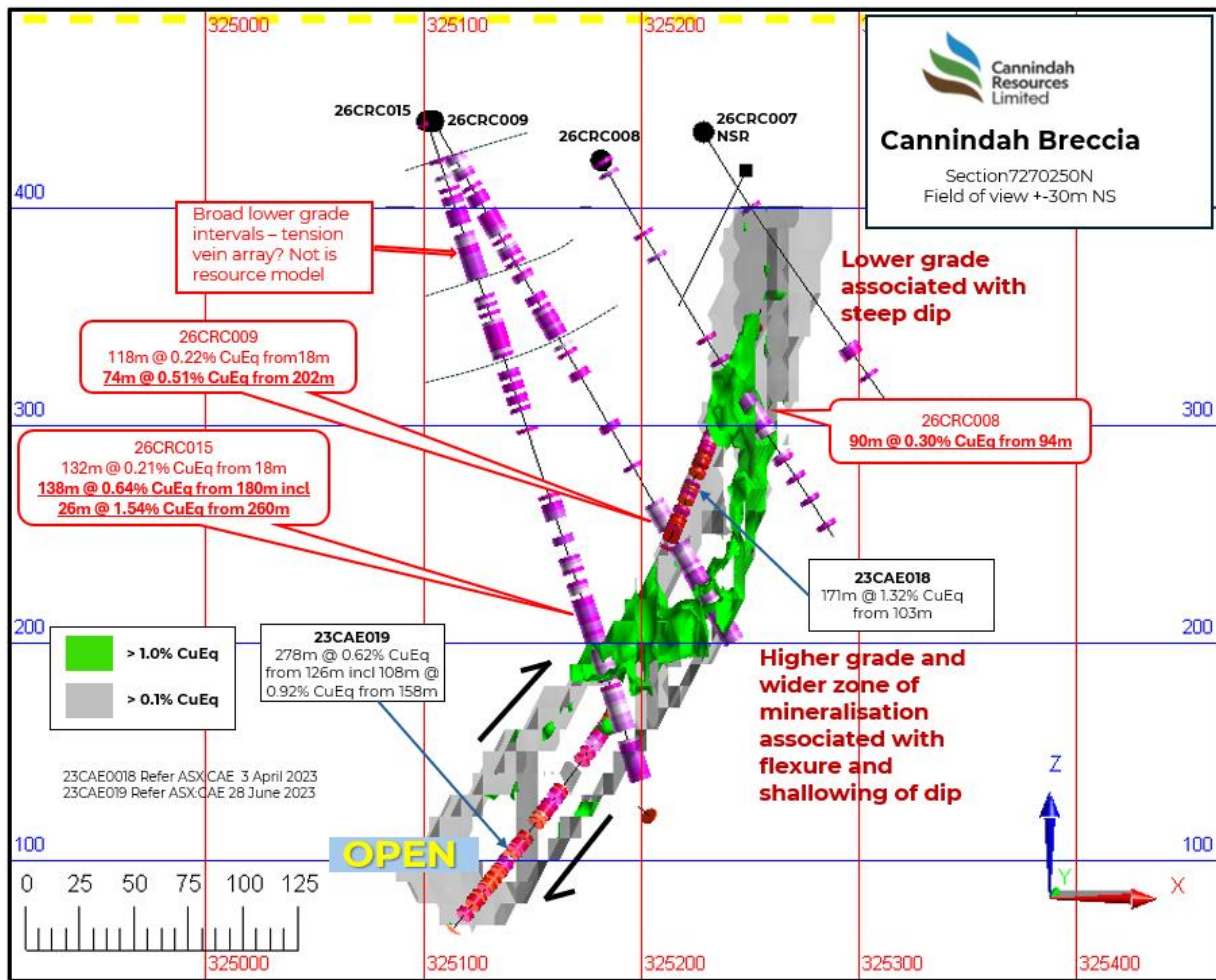 325000
325100
325200
Cannindah
Resources
Limited
Cannindah Breccia
Section7270250N
Field of view +-30m NS
26CRC015
26CRC009
26CRC008
26CRC007
NSR
400
Broad lower grade
intervals – tension
vein array? Not is
resource model
Lower grade
associated with
steep dip
26CRC009
118m @ 0.22% CuEq from18m
74m @ 0.51% CuEq from 202m
300
300
26CRC008
90m @ 0.30% CuEq from 94m
26CRC015
132m @ 0.21% CuEq from 18m
138m @ 0.64% CuEq from 180m incl
26m @ 1.54% CuEq from 260m
23CAE018
171m @ 1.32% CuEq
from 103m
200
200
> 1.0% CuEq
> 0.1% CuEq
23CAE019
278m @ 0.62% CuEq
from 126m incl 108m @
0.92% CuEq from 158m
Higher grade and
wider zone of
mineralisation
associated with
flexure and
shallowing of dip
23CAE0018 Refer ASX:CAE 3 April 2023
23CAE019 Refer ASX:CAE 28 June 2023
100
100
OPEN
0 25 50 75 100 125
Z
Y
X
325000
325100
325200
325300
325400